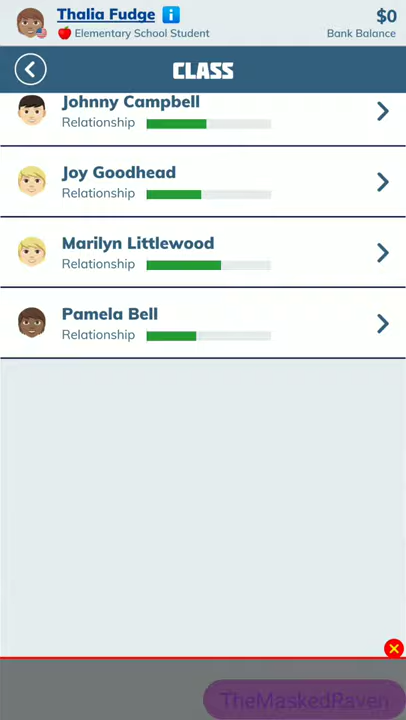 Thalia Fudge
$0
Elementary School Student
Bank Balance
CLASS
Johnny Campbell
Relationship
Joy Goodhead
Relationship
Marilyn Littlewood
Relationship
Pamela Bell
Relationship
TheMaskedRaven